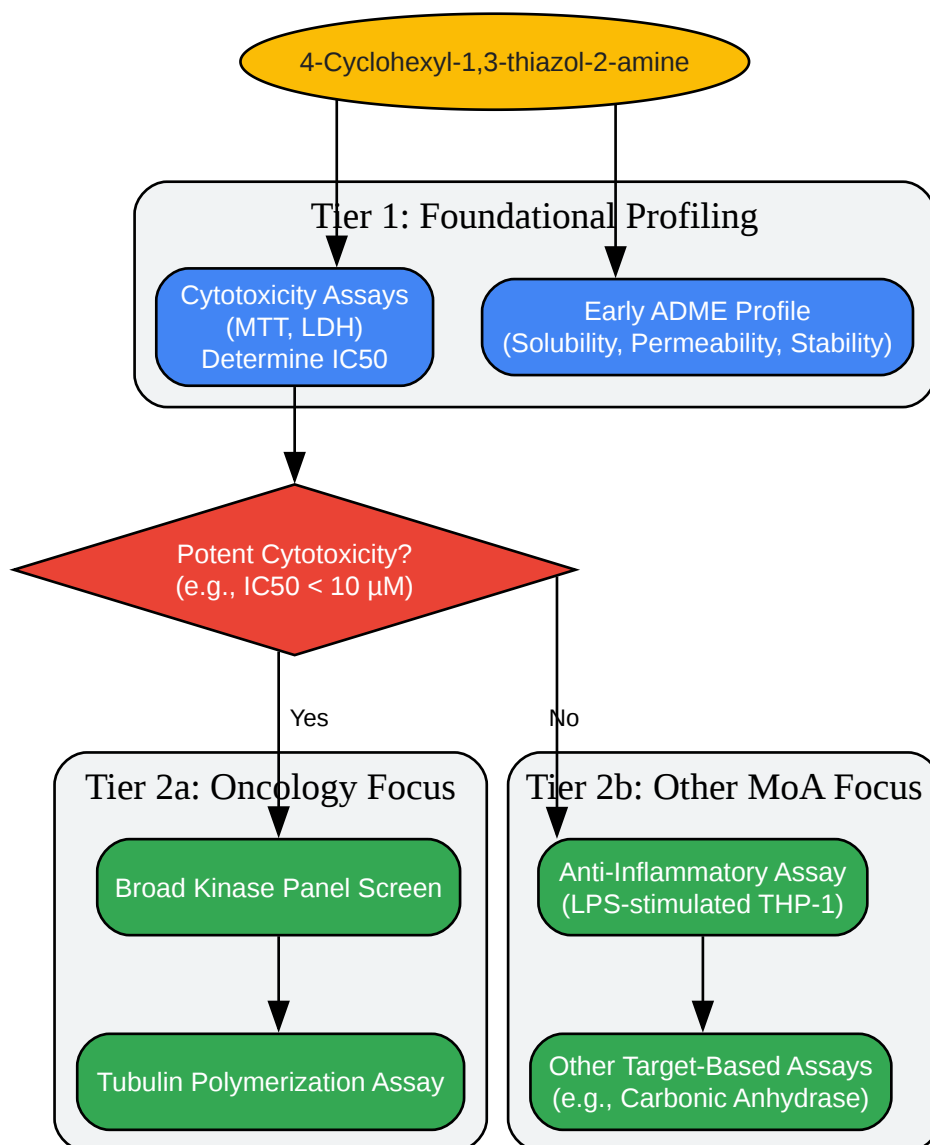 4-Cyclohexyl-1,3-thiazol-2-amine
Tier 1: Foundational Profiling
Cytotoxicity Assays
(MTT, LDH)
Determine IC50
Early ADME Profile
(Solubility, Permeability, Stability)
Potent Cytotoxicity?
(e.g., IC50 < 10 µM)
Yes
No
Tier 2a: Oncology Focus
Broad Kinase Panel Screen
Tubulin Polymerization Assay
Tier 2b: Other MoA Focus
Anti-Inflammatory Assay
(LPS-stimulated THP-1)
Other Target-Based Assays
(e.g., Carbonic Anhydrase)